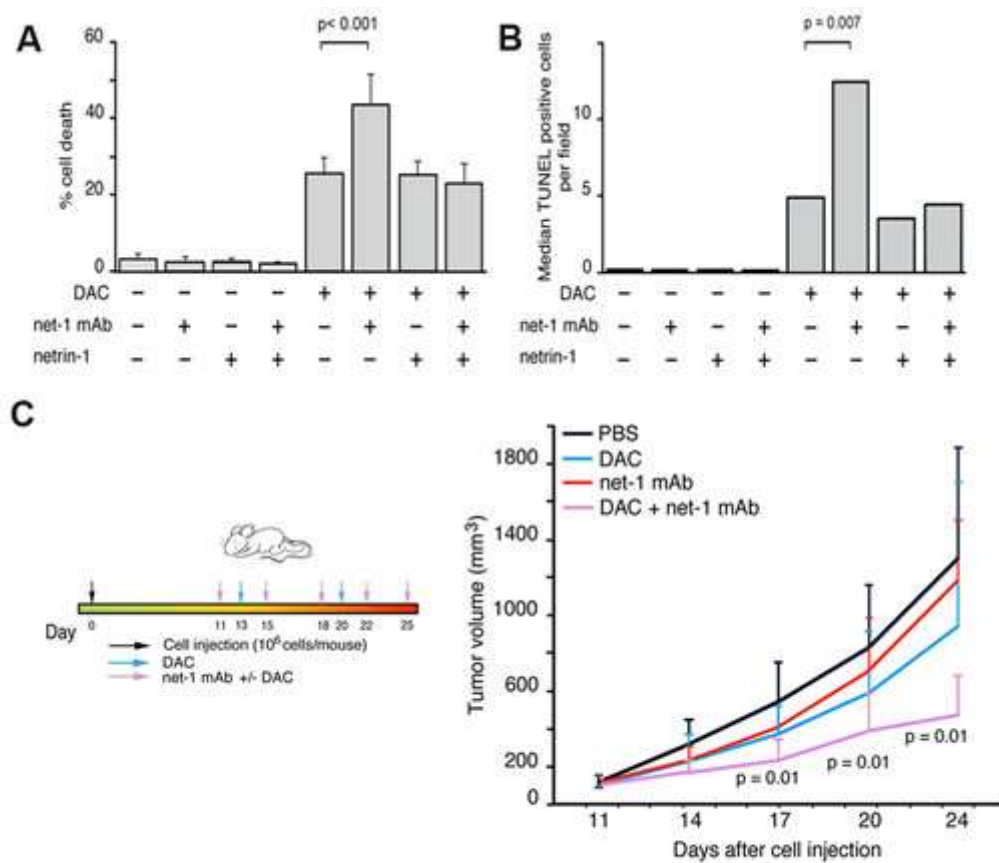 A
p< 0.001
60
40
20
0
% cell death
DAC - - - - + + + +
net-1 mAb - + - + - + - +
netrin-1 - - + + - - + +
B
p = 0.007
10
5
0
Median TUNEL positive cells
per field
DAC - - - - + + + +
net-1 mAb - + - + - + - +
netrin-1 - - + + - - + +
C
Day 0 11 13 15 18 20 22 25
Cell injection (10⁶ cells/mouse)
DAC
net-1 mAb +/- DAC
PBS
DAC
net-1 mAb
DAC + net-1 mAb
1800
1400
1000
600
200
0
Tumor volume (mm³)
p = 0.01
p = 0.01
p = 0.01
11 14 17 20 24
Days after cell injection